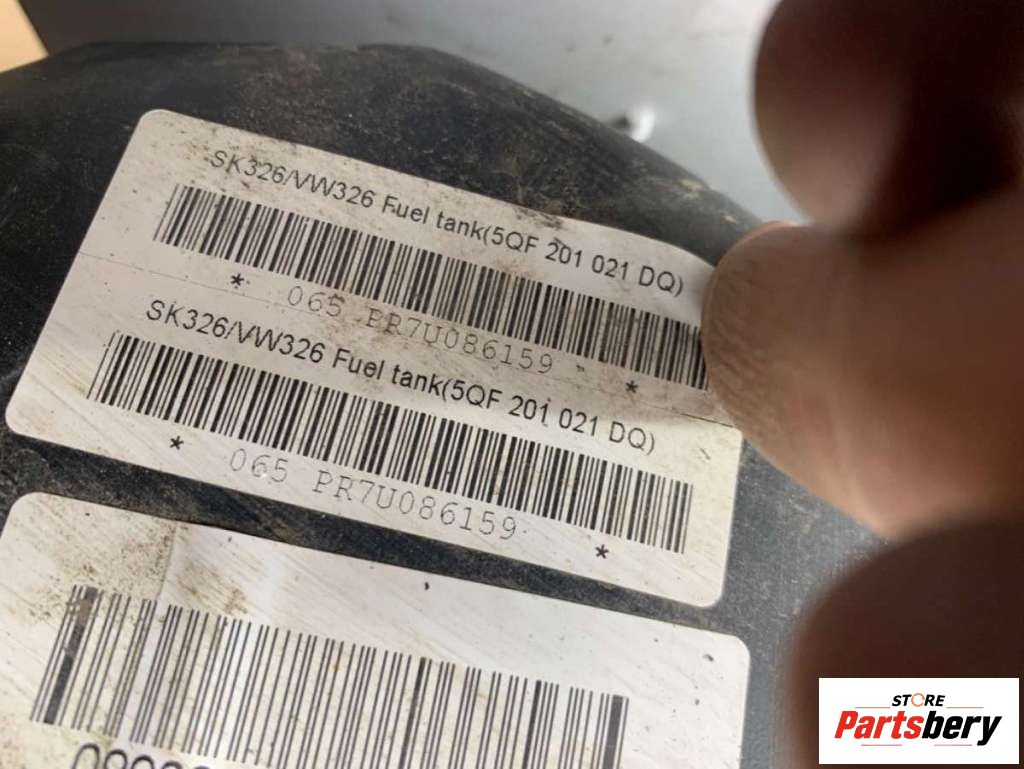 SK326/VW326 Fuel tank(5QF 201 021 DQ)
* 065 PR7U086159 *
SK326/VW326 Fuel tank(5QF 201 021 DQ)
* 065 PR7U086159 *
STORE
Partsbery